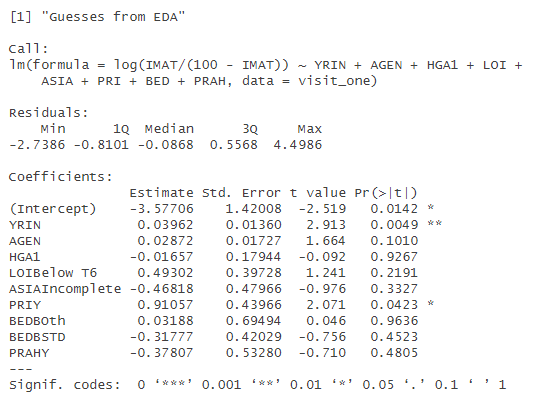 [1] "Guesses from EDA"
Call:
lm(formula = log(IMAT/(100 - IMAT)) ~ YRIN + AGEN + HGA1 + LOI +
    ASIA + PRI + BED + PRAH, data = visit_one)
Residuals:
    Min      1Q  Median      3Q     Max
-2.7386 -0.8101 -0.0868  0.5568  4.4986
Coefficients:
               Estimate Std. Error t value Pr(>|t|)
(Intercept)    -3.57706    1.42008  -2.519   0.0142 *
YRIN            0.03962    0.01360   2.913   0.0049 **
AGEN            0.02872    0.01727   1.664   0.1010
HGA1           -0.01657    0.17944  -0.092   0.9267
LOIBelow T6     0.49302    0.39728   1.241   0.2191
ASIAIncomplete -0.46818    0.47966  -0.976   0.3327
PRIY            0.91057    0.43966   2.071   0.0423 *
BEDBOth         0.03188    0.69494   0.046   0.9636
BEDBSTD        -0.31777    0.42029  -0.756   0.4523
PRAHY          -0.37807    0.53280  -0.710   0.4805
---
Signif. codes:  0 ‘***’ 0.001 ‘**’ 0.01 ‘*’ 0.05 ‘.’ 0.1 ‘ ’ 1